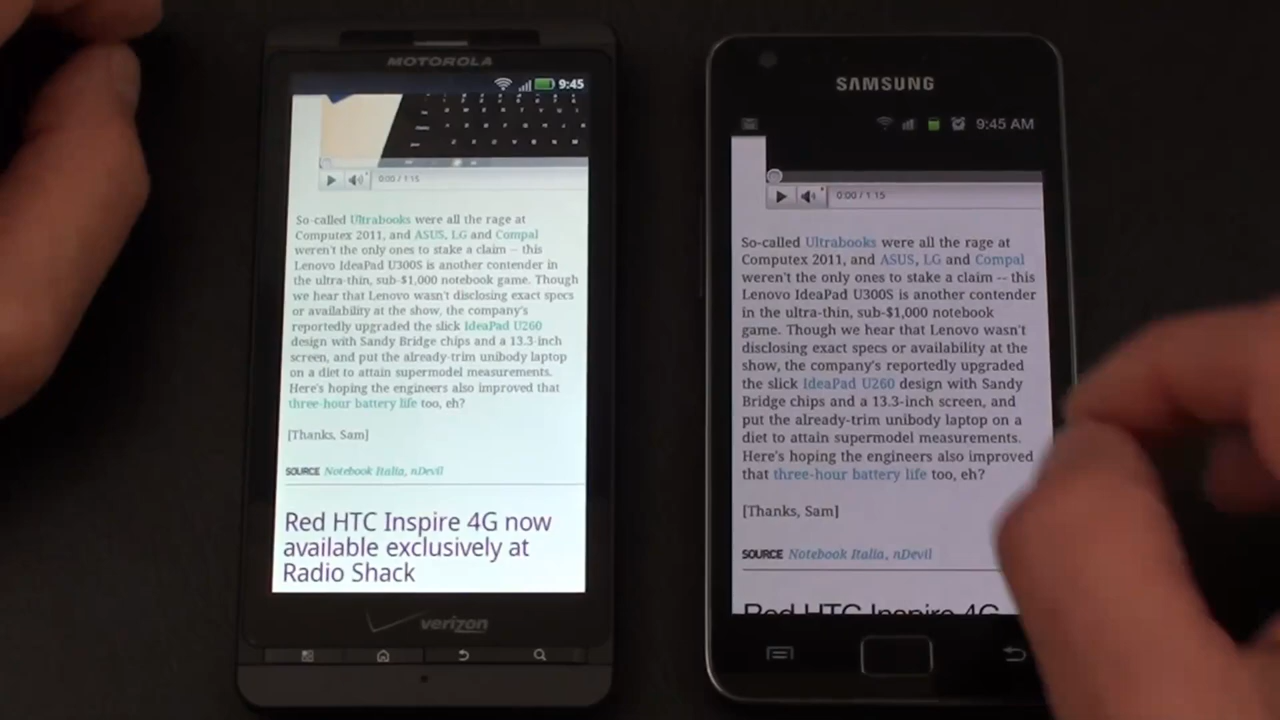 MOTOROLA
9:45
0:00 / 1:15
So-called Ultrabooks were all the rage at
Computex 2011, and ASUS, LG and Compal
weren't the only ones to stake a claim -- this
Lenovo IdeaPad U300S is another contender in
the ultra-thin, sub-$1,000 notebook game. Though
we hear that Lenovo wasn't disclosing exact specs
or availability at the show, the company's
reportedly upgraded the slick IdeaPad U260
design with Sandy Bridge chips and a 13.3-inch
screen, and put the already-trim unibody laptop
on a diet to attain supermodel measurements.
Here's hoping the engineers also improved that
three-hour battery life too, eh?
[Thanks, Sam]
SOURCE Notebook Italia, nDevil
Red HTC Inspire 4G now
available exclusively at
Radio Shack
verizon
SAMSUNG
9:45 AM
0:00 / 1:15
So-called Ultrabooks were all the rage at
Computex 2011, and ASUS, LG and Compal
weren't the only ones to stake a claim -- this
Lenovo IdeaPad U300S is another contender
in the ultra-thin, sub-$1,000 notebook
game. Though we hear that Lenovo wasn't
disclosing exact specs or availability at the
show, the company's reportedly upgraded
the slick IdeaPad U260 design with Sandy
Bridge chips and a 13.3-inch screen, and
put the already-trim unibody laptop on a
diet to attain supermodel measurements.
Here's hoping the engineers also improved
that three-hour battery life too, eh?
[Thanks, Sam]
SOURCE Notebook Italia, nDevil
Red HTC Inspire 4G